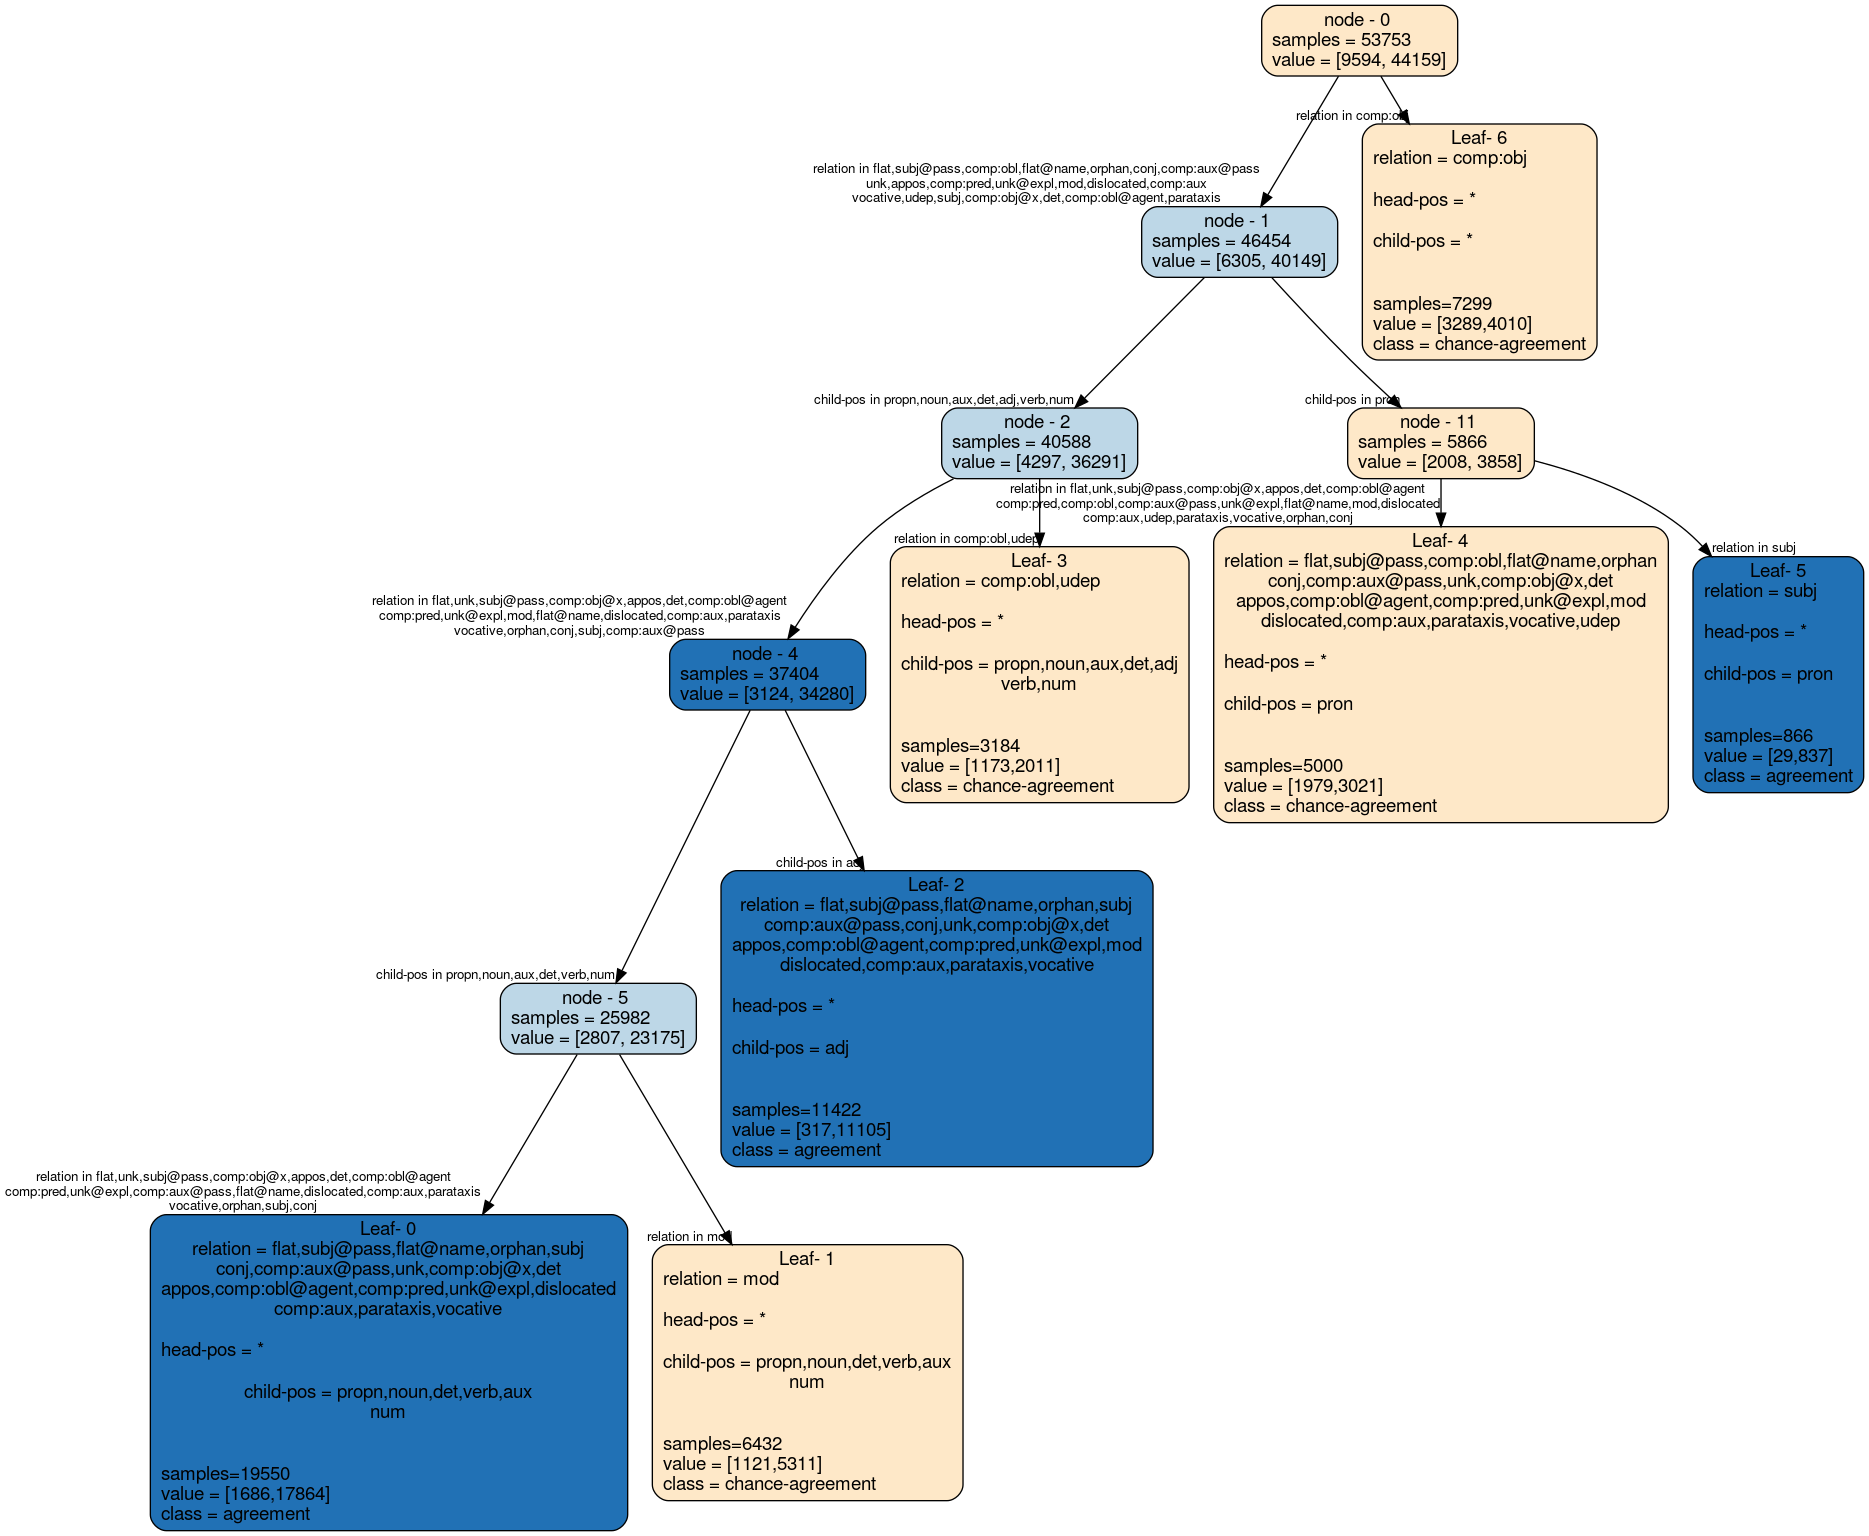 node - 0
samples = 53753
value = [9594, 44159]
relation in comp:obj
Leaf- 6
relation = comp:obj
head-pos = *
child-pos = *
samples=7299
value = [3289,4010]
class = chance-agreement
relation in flat,subj@pass,comp:obl,flat@name,orphan,conj,comp:aux@pass
unk,appos,comp:pred,unk@expl,mod,dislocated,comp:aux
vocative,udep,subj,comp:obj@x,det,comp:obl@agent,parataxis
node - 1
samples = 46454
value = [6305, 40149]
child-pos in propn,noun,aux,det,adj,verb,num
node - 2
samples = 40588
value = [4297, 36291]
child-pos in pron
node - 11
samples = 5866
value = [2008, 3858]
relation in flat,unk,subj@pass,comp:obj@x,appos,det,comp:obl@agent
comp:pred,comp:obl,comp:aux@pass,unk@expl,flat@name,mod,dislocated
comp:aux,udep,parataxis,vocative,orphan,conj
relation in comp:obl,udep
Leaf- 3
relation = comp:obl,udep
head-pos = *
child-pos = propn,noun,aux,det,adj
verb,num
samples=3184
value = [1173,2011]
class = chance-agreement
Leaf- 4
relation = flat,subj@pass,comp:obl,flat@name,orphan
conj,comp:aux@pass,unk,comp:obj@x,det
appos,comp:obl@agent,comp:pred,unk@expl,mod
dislocated,comp:aux,parataxis,vocative,udep
head-pos = *
child-pos = pron
samples=5000
value = [1979,3021]
class = chance-agreement
relation in subj
Leaf- 5
relation = subj
head-pos = *
child-pos = pron
samples=866
value = [29,837]
class = agreement
relation in flat,unk,subj@pass,comp:obj@x,appos,det,comp:obl@agent
comp:pred,unk@expl,mod,flat@name,dislocated,comp:aux,parataxis
vocative,orphan,conj,subj,comp:aux@pass
node - 4
samples = 37404
value = [3124, 34280]
child-pos in adj
Leaf- 2
relation = flat,subj@pass,flat@name,orphan,subj
comp:aux@pass,conj,unk,comp:obj@x,det
appos,comp:obl@agent,comp:pred,unk@expl,mod
dislocated,comp:aux,parataxis,vocative
head-pos = *
child-pos = adj
samples=11422
value = [317,11105]
class = agreement
child-pos in propn,noun,aux,det,verb,num
node - 5
samples = 25982
value = [2807, 23175]
relation in flat,unk,subj@pass,comp:obj@x,appos,det,comp:obl@agent
comp:pred,unk@expl,comp:aux@pass,flat@name,dislocated,comp:aux,parataxis
vocative,orphan,subj,conj
Leaf- 0
relation = flat,subj@pass,flat@name,orphan,subj
conj,comp:aux@pass,unk,comp:obj@x,det
appos,comp:obl@agent,comp:pred,unk@expl,dislocated
comp:aux,parataxis,vocative
head-pos = *
child-pos = propn,noun,det,verb,aux
num
samples=19550
value = [1686,17864]
class = agreement
relation in mod
Leaf- 1
relation = mod
head-pos = *
child-pos = propn,noun,det,verb,aux
num
samples=6432
value = [1121,5311]
class = chance-agreement